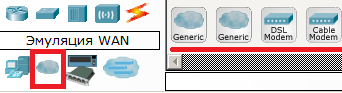 Generic
Generic
DSL
Modem
Cable
Modem
Эмуляция WAN